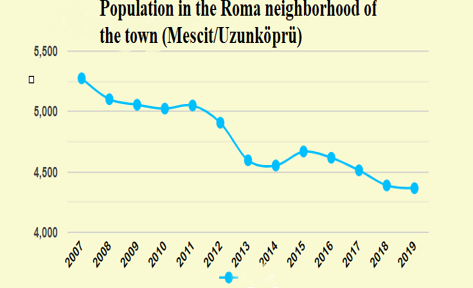 Population in the Roma neighborhood of
the town (Mescit/Uzunköprü)
5,500
5,000
4,500
4,000
2007 2008 2009 2010 2011 2012 2013 2014 2015 2016 2017 2018 2019